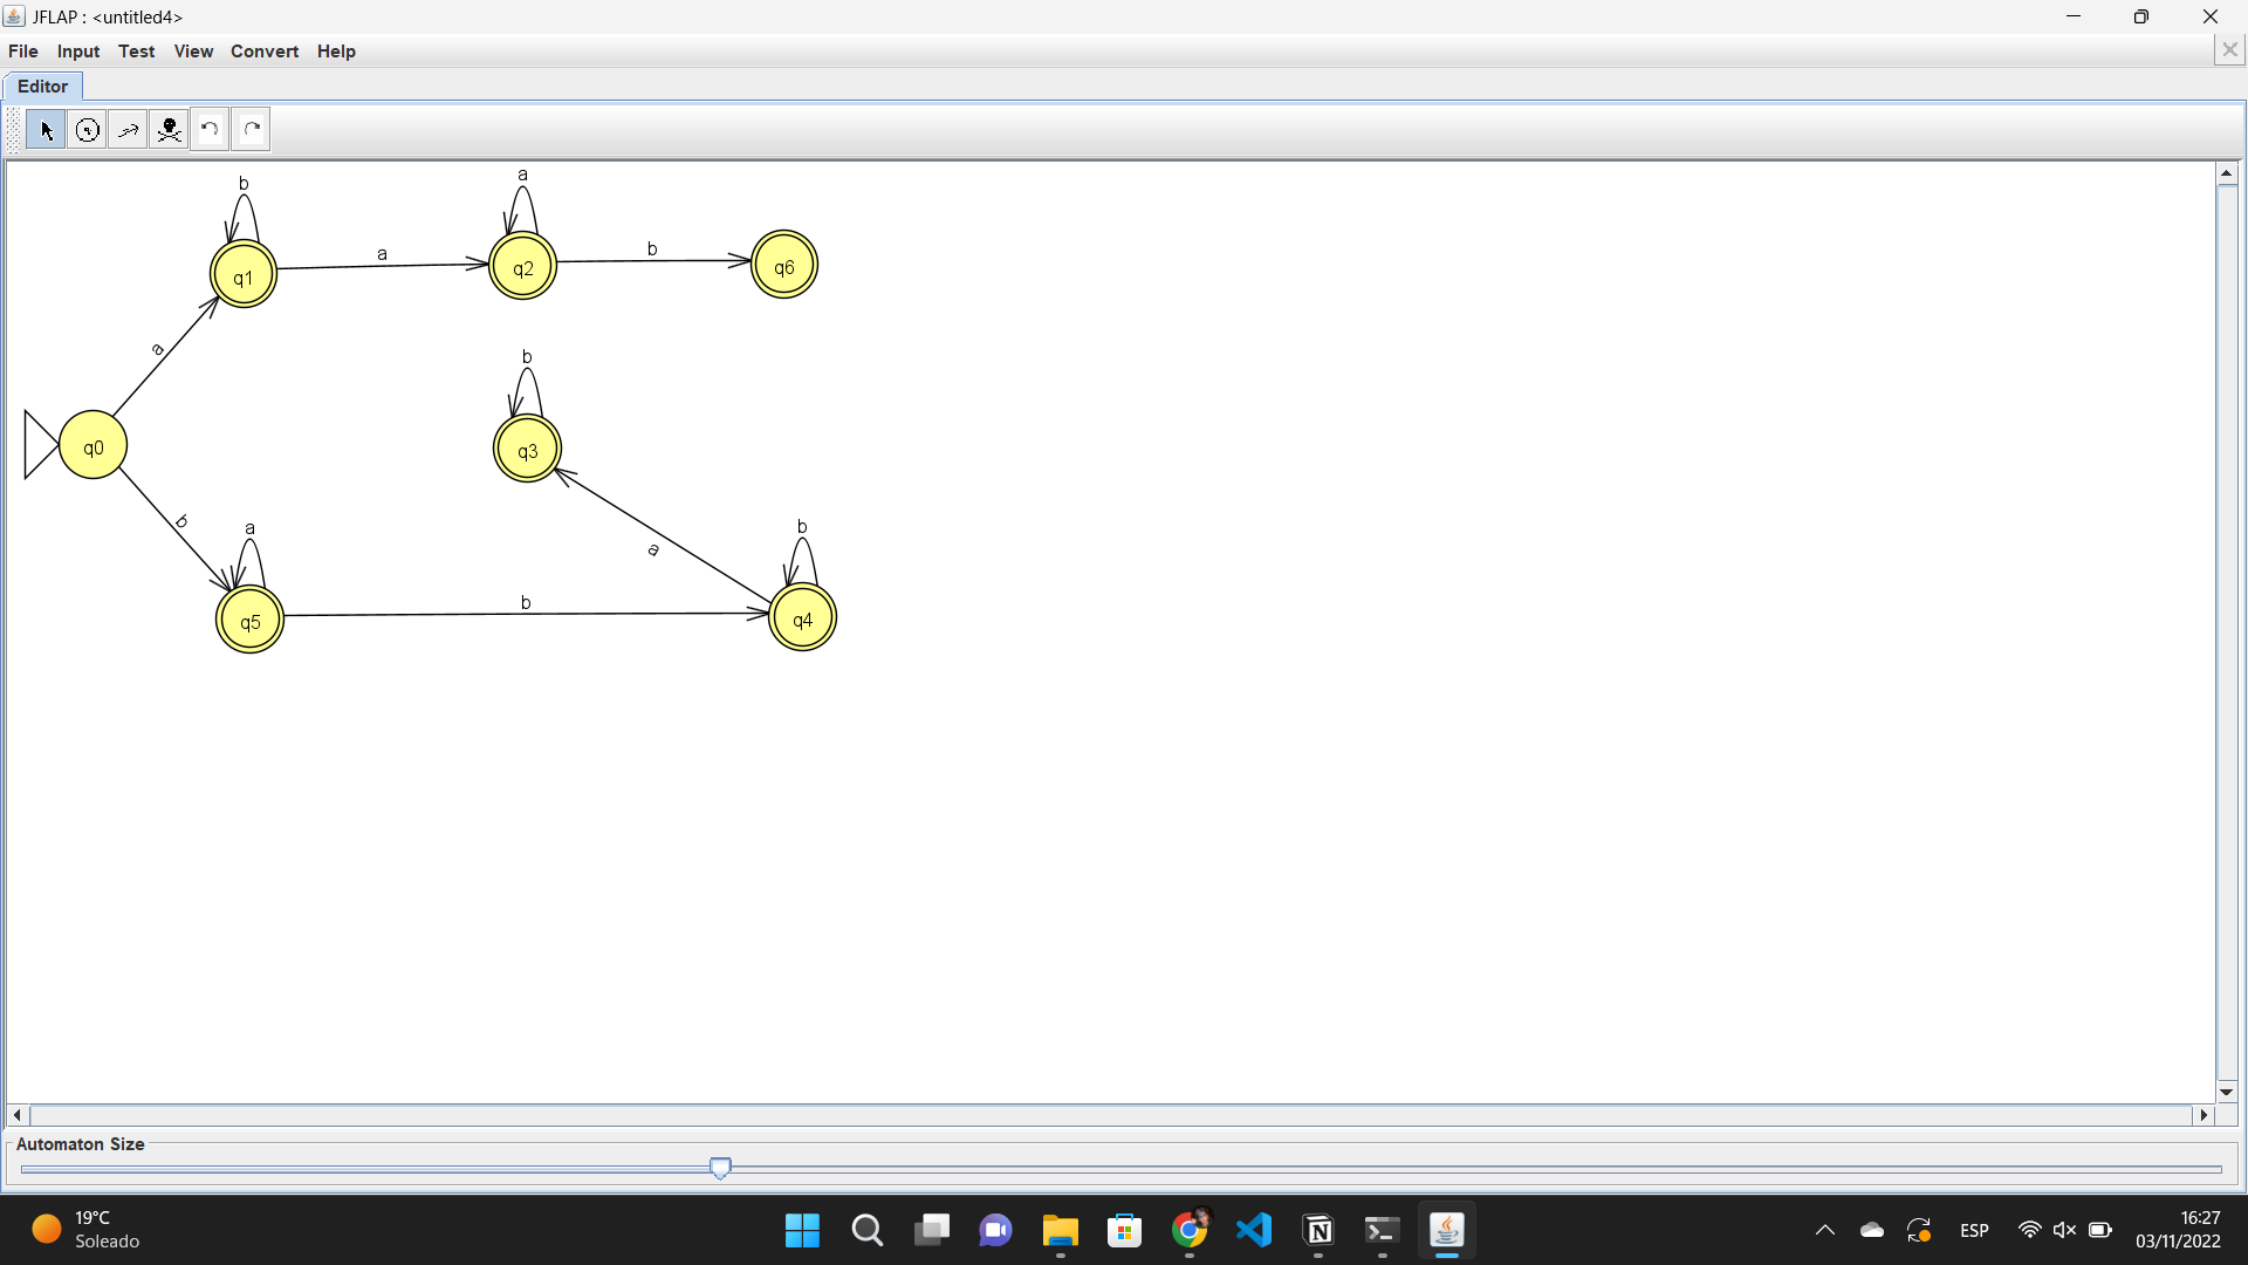 JFLAP : <untitled4>
File Input Test View Convert Help
Editor
b
a
q1
a
q2
b
q6
a
b
q3
q0
b
a
a
b
q5
b
q4
Automaton Size
19°C
Soleado
ESP
16:27
03/11/2022